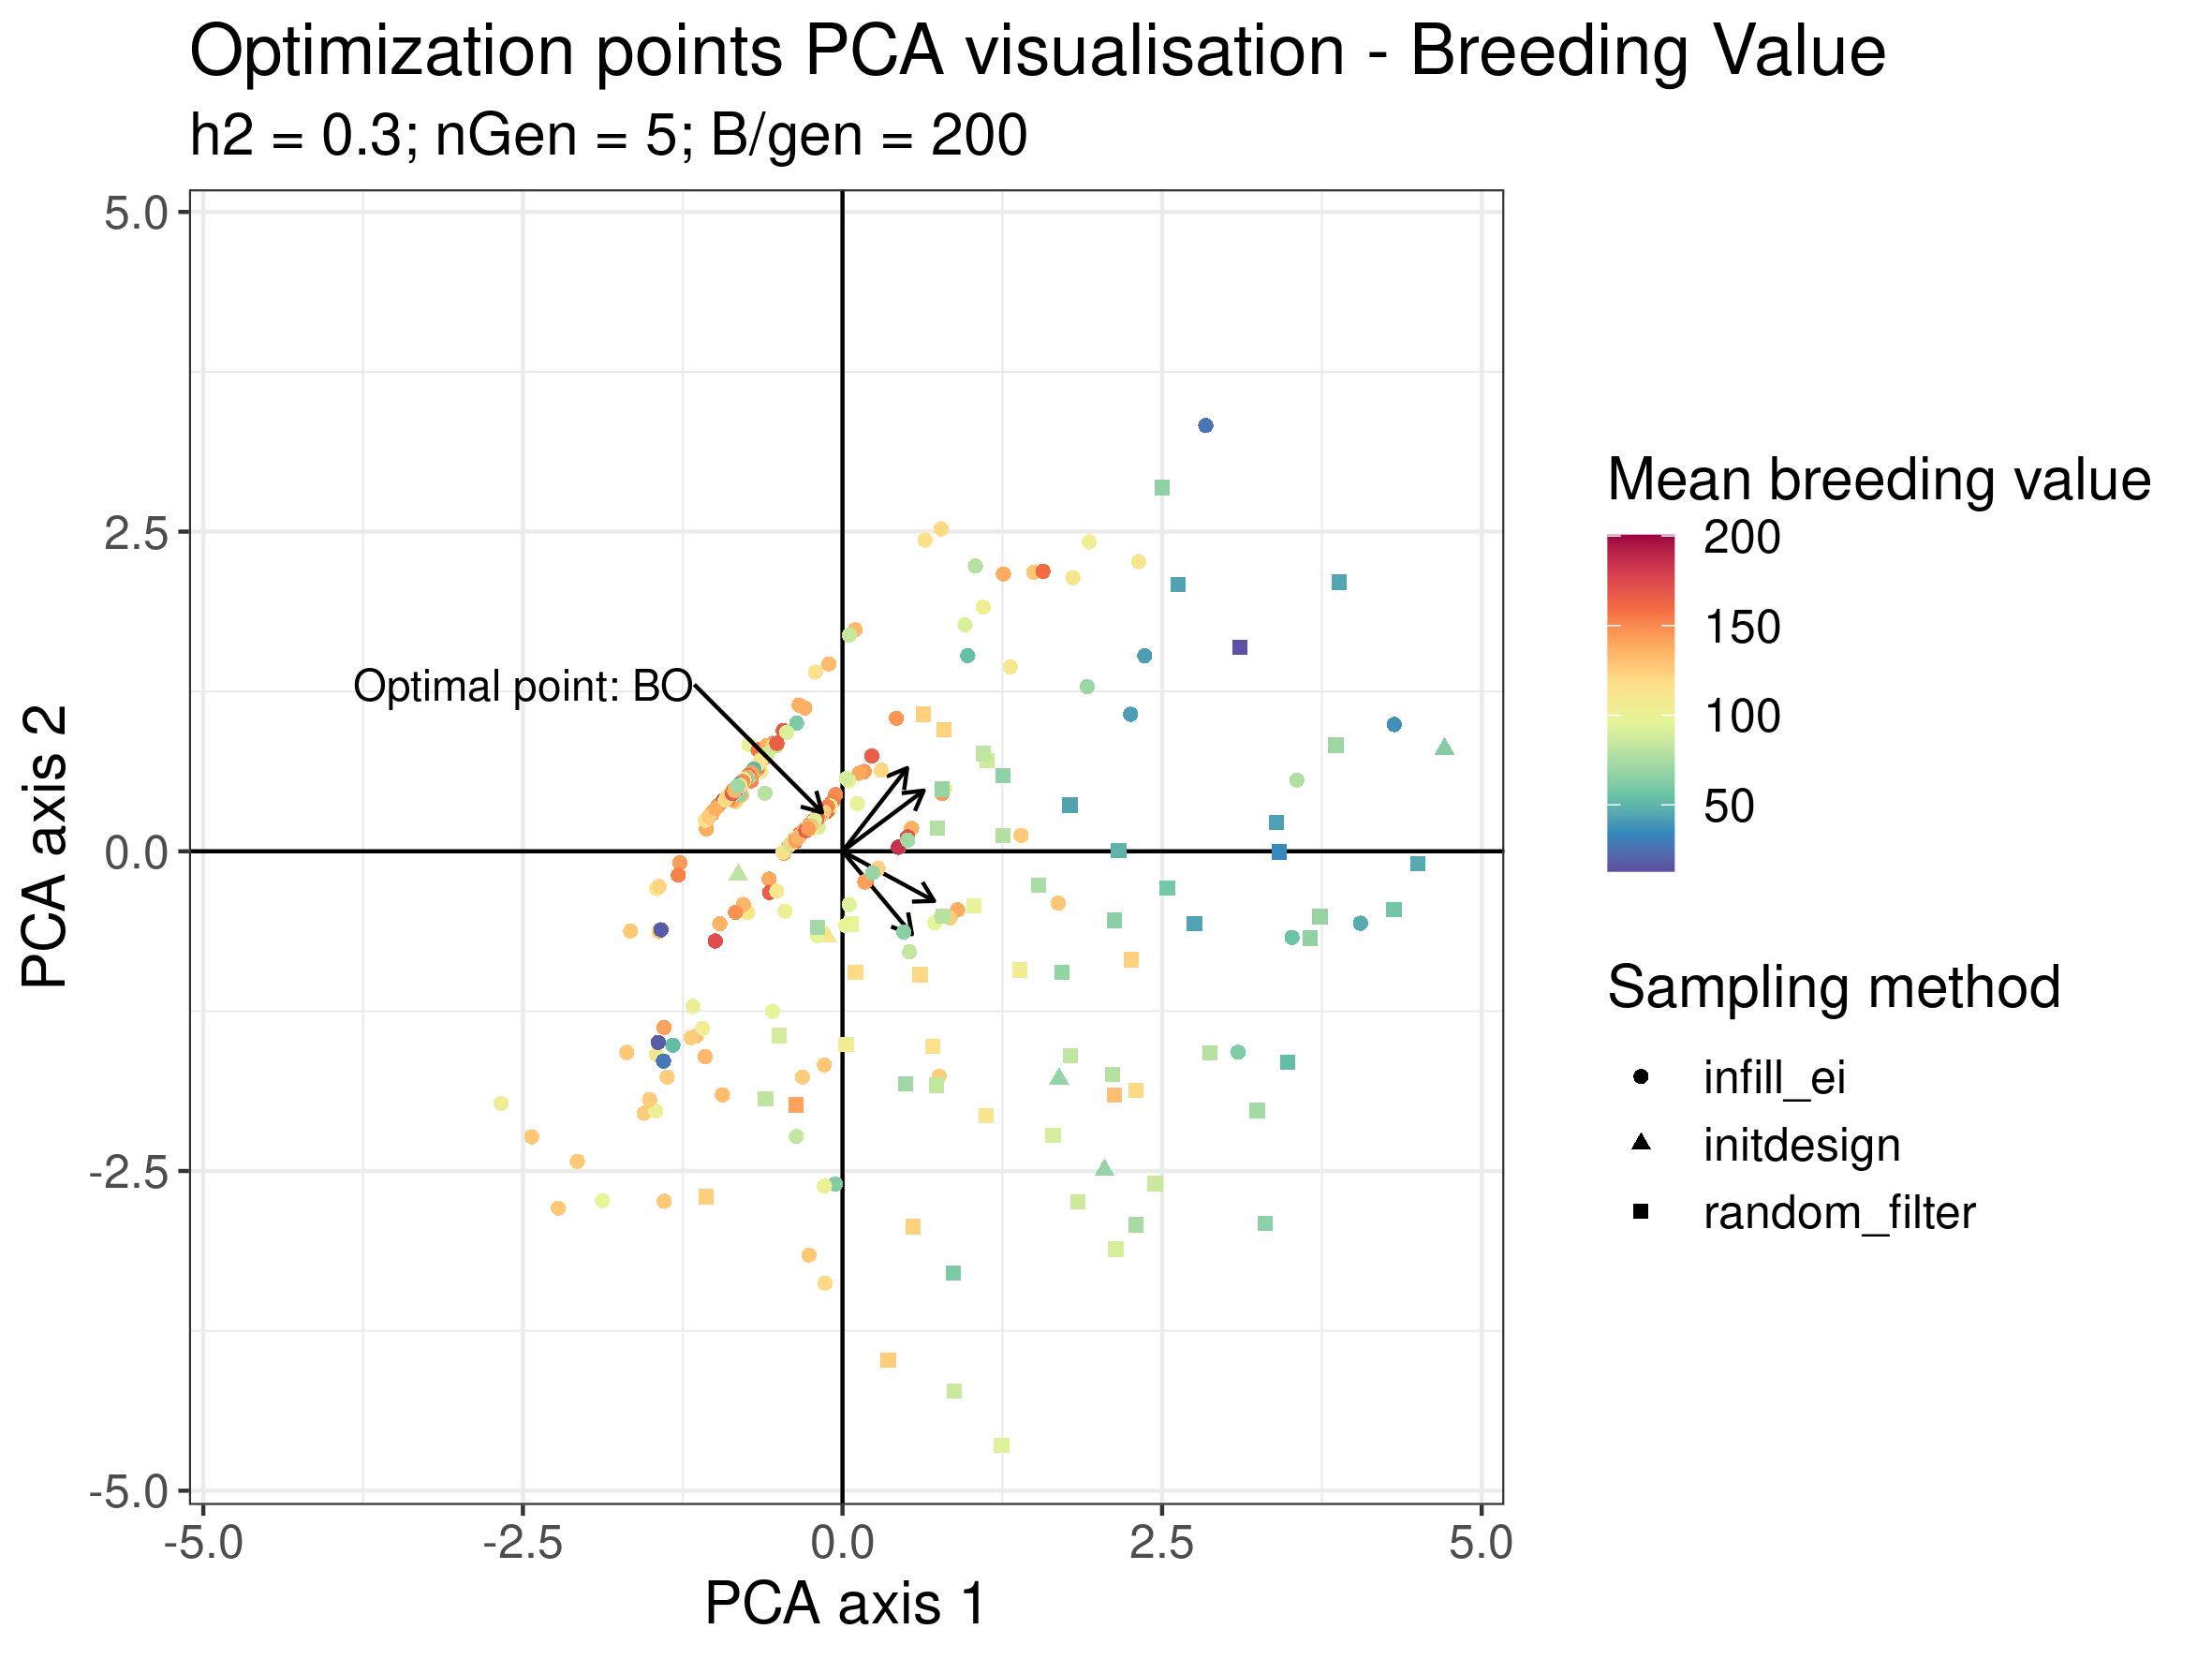 Optimization points PCA visualisation - Breeding Value
h2 = 0.3; nGen = 5; B/gen = 200
5.0
2.5
0.0
-2.5
-5.0
PCA axis 2
Optimal point: BO
-5.0
-2.5
0.0
2.5
5.0
PCA axis 1
Mean breeding value
200
150
100
50
Sampling method
infill_ei
initdesign
random_filter